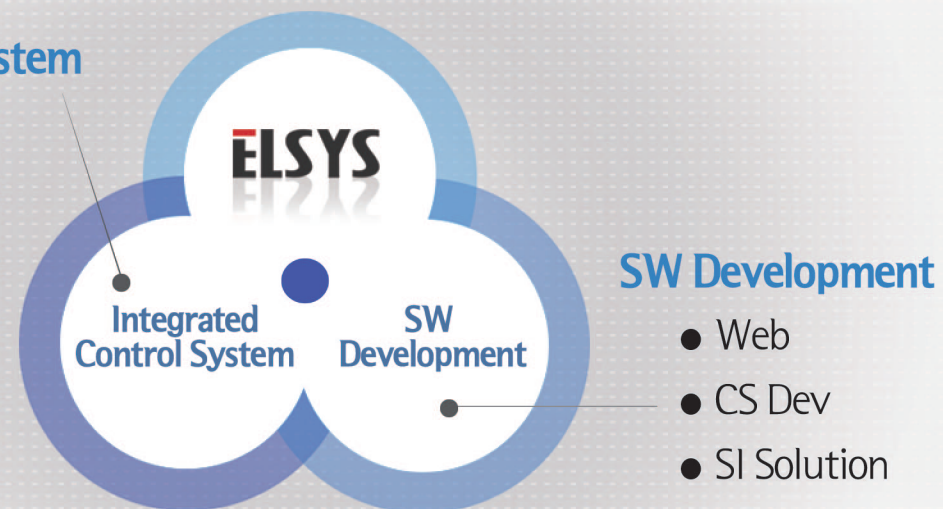 stem
ELSYS
Integrated
Control System
SW
Development
SW Development
● Web
● CS Dev
● SI Solution